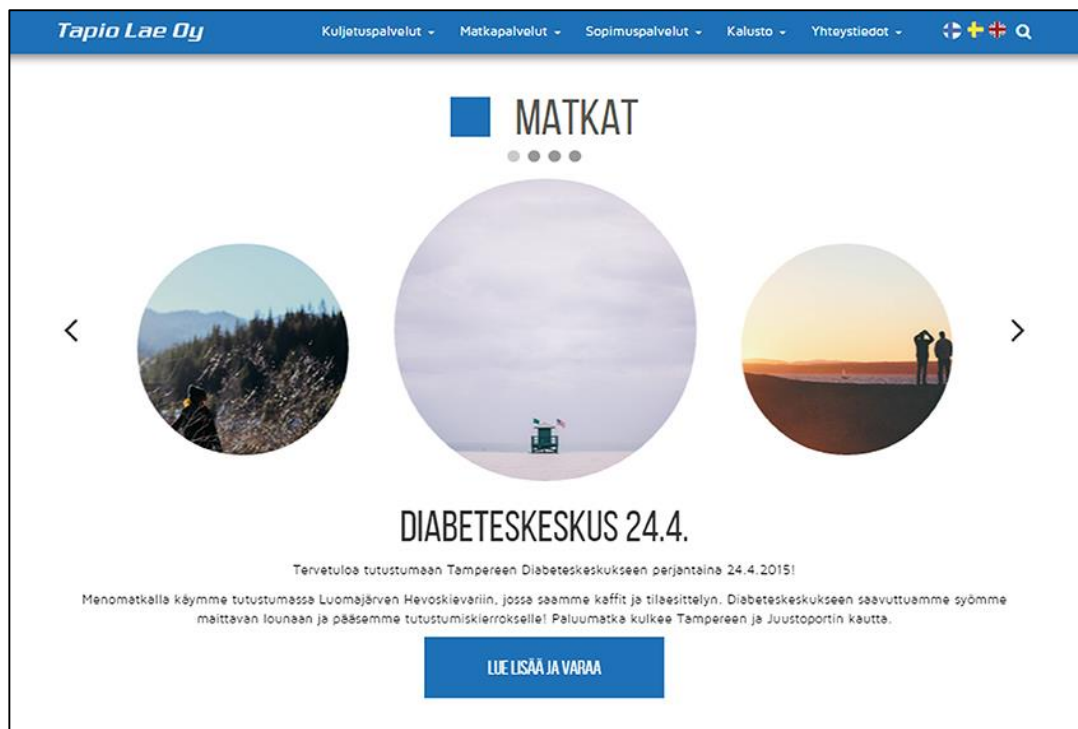 Tapio Lae Oy Kuljetuspalvelut Matkapalvelut Sopimuspalvelut Kalusto Yhteystiedot
MATKAT
DIABETESKESKUS 24.4.
Tervetuloa tutustumaan Tampereen Diabeteskeskukseen perjantaina 24.4.2015!
Menomatkalla käymme tutustumassa Luomajärven Hevoskievariin, jossa saamme kaffit ja tilaesittelyn. Diabeteskeskukseen saavuttuamme syömme
maittavan lounaan ja pääsemme tutustumiskierrokselle! Paluumatka kulkee Tampereen ja Juustoportin kautta.
LUE LISÄÄ JA VARAA